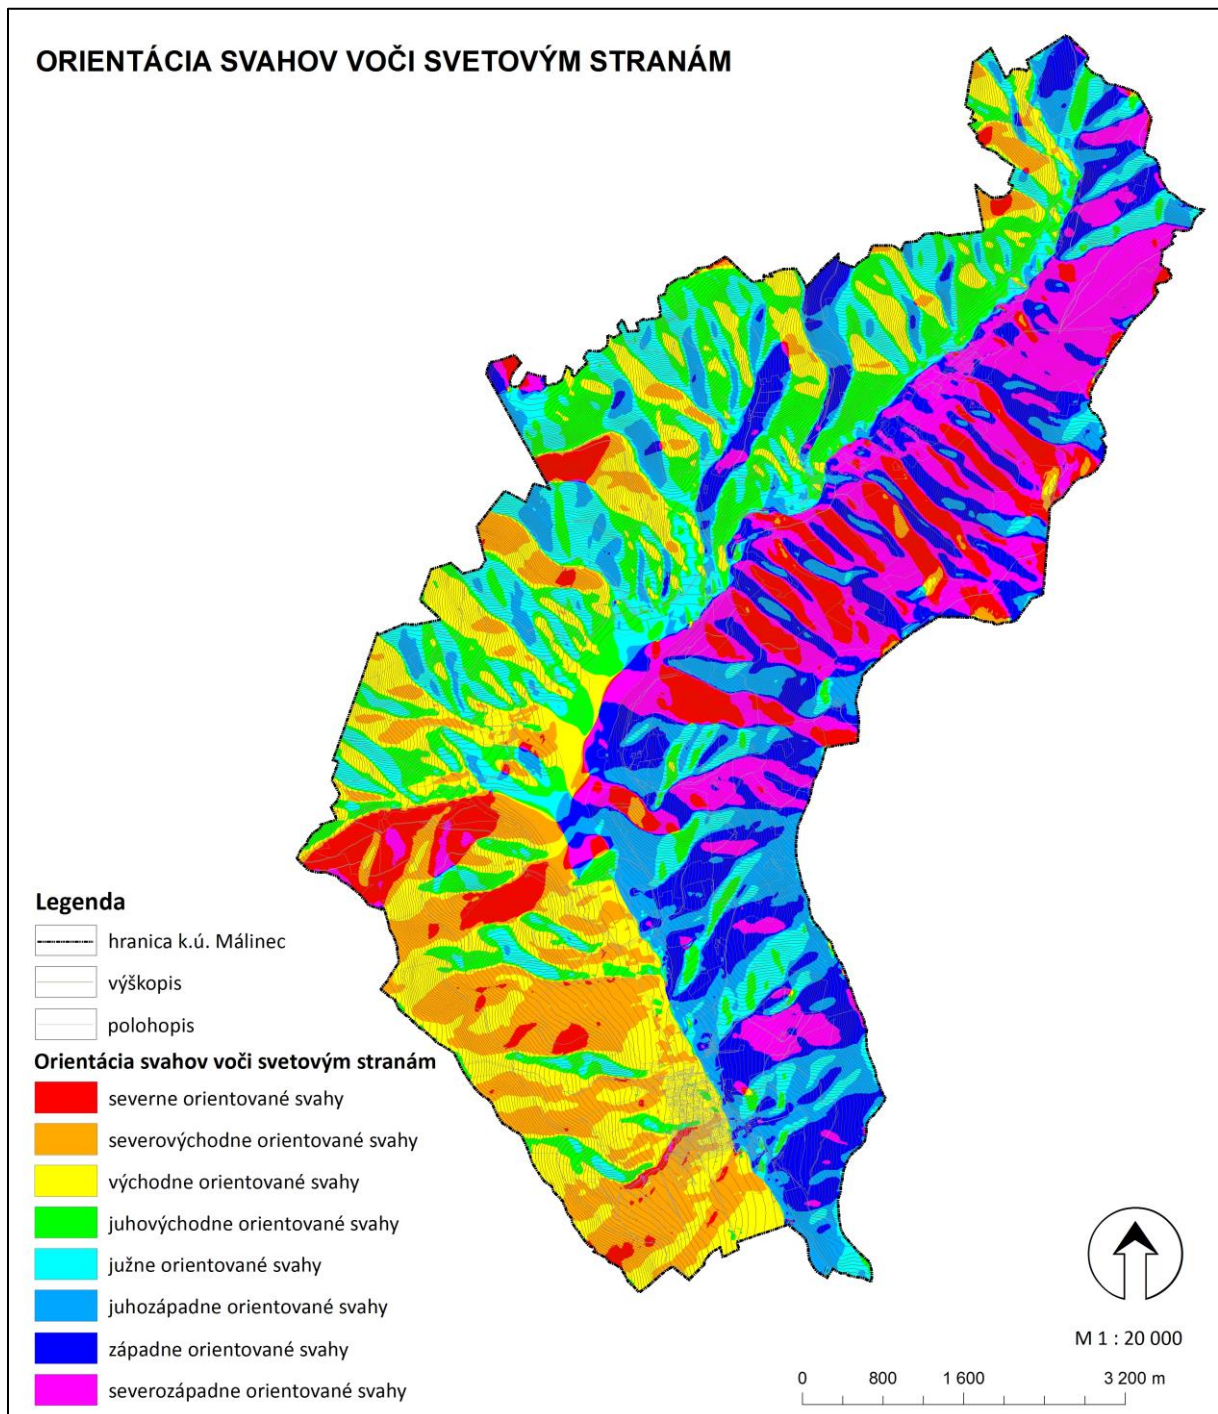 ORIENTÁCIA SVAHOV VOČI SVETOVÝM STRANÁM
Legenda
hranica k.ú. Málinec
výškopis
polohopis
Orientácia svahov voči svetovým stranám
severne orientované svahy
severovýchodne orientované svahy
východne orientované svahy
juhovýchodne orientované svahy
južne orientované svahy
juhozápadne orientované svahy
západne orientované svahy
severozápadne orientované svahy
M 1 : 20 000
0 800 1 600 3 200 m